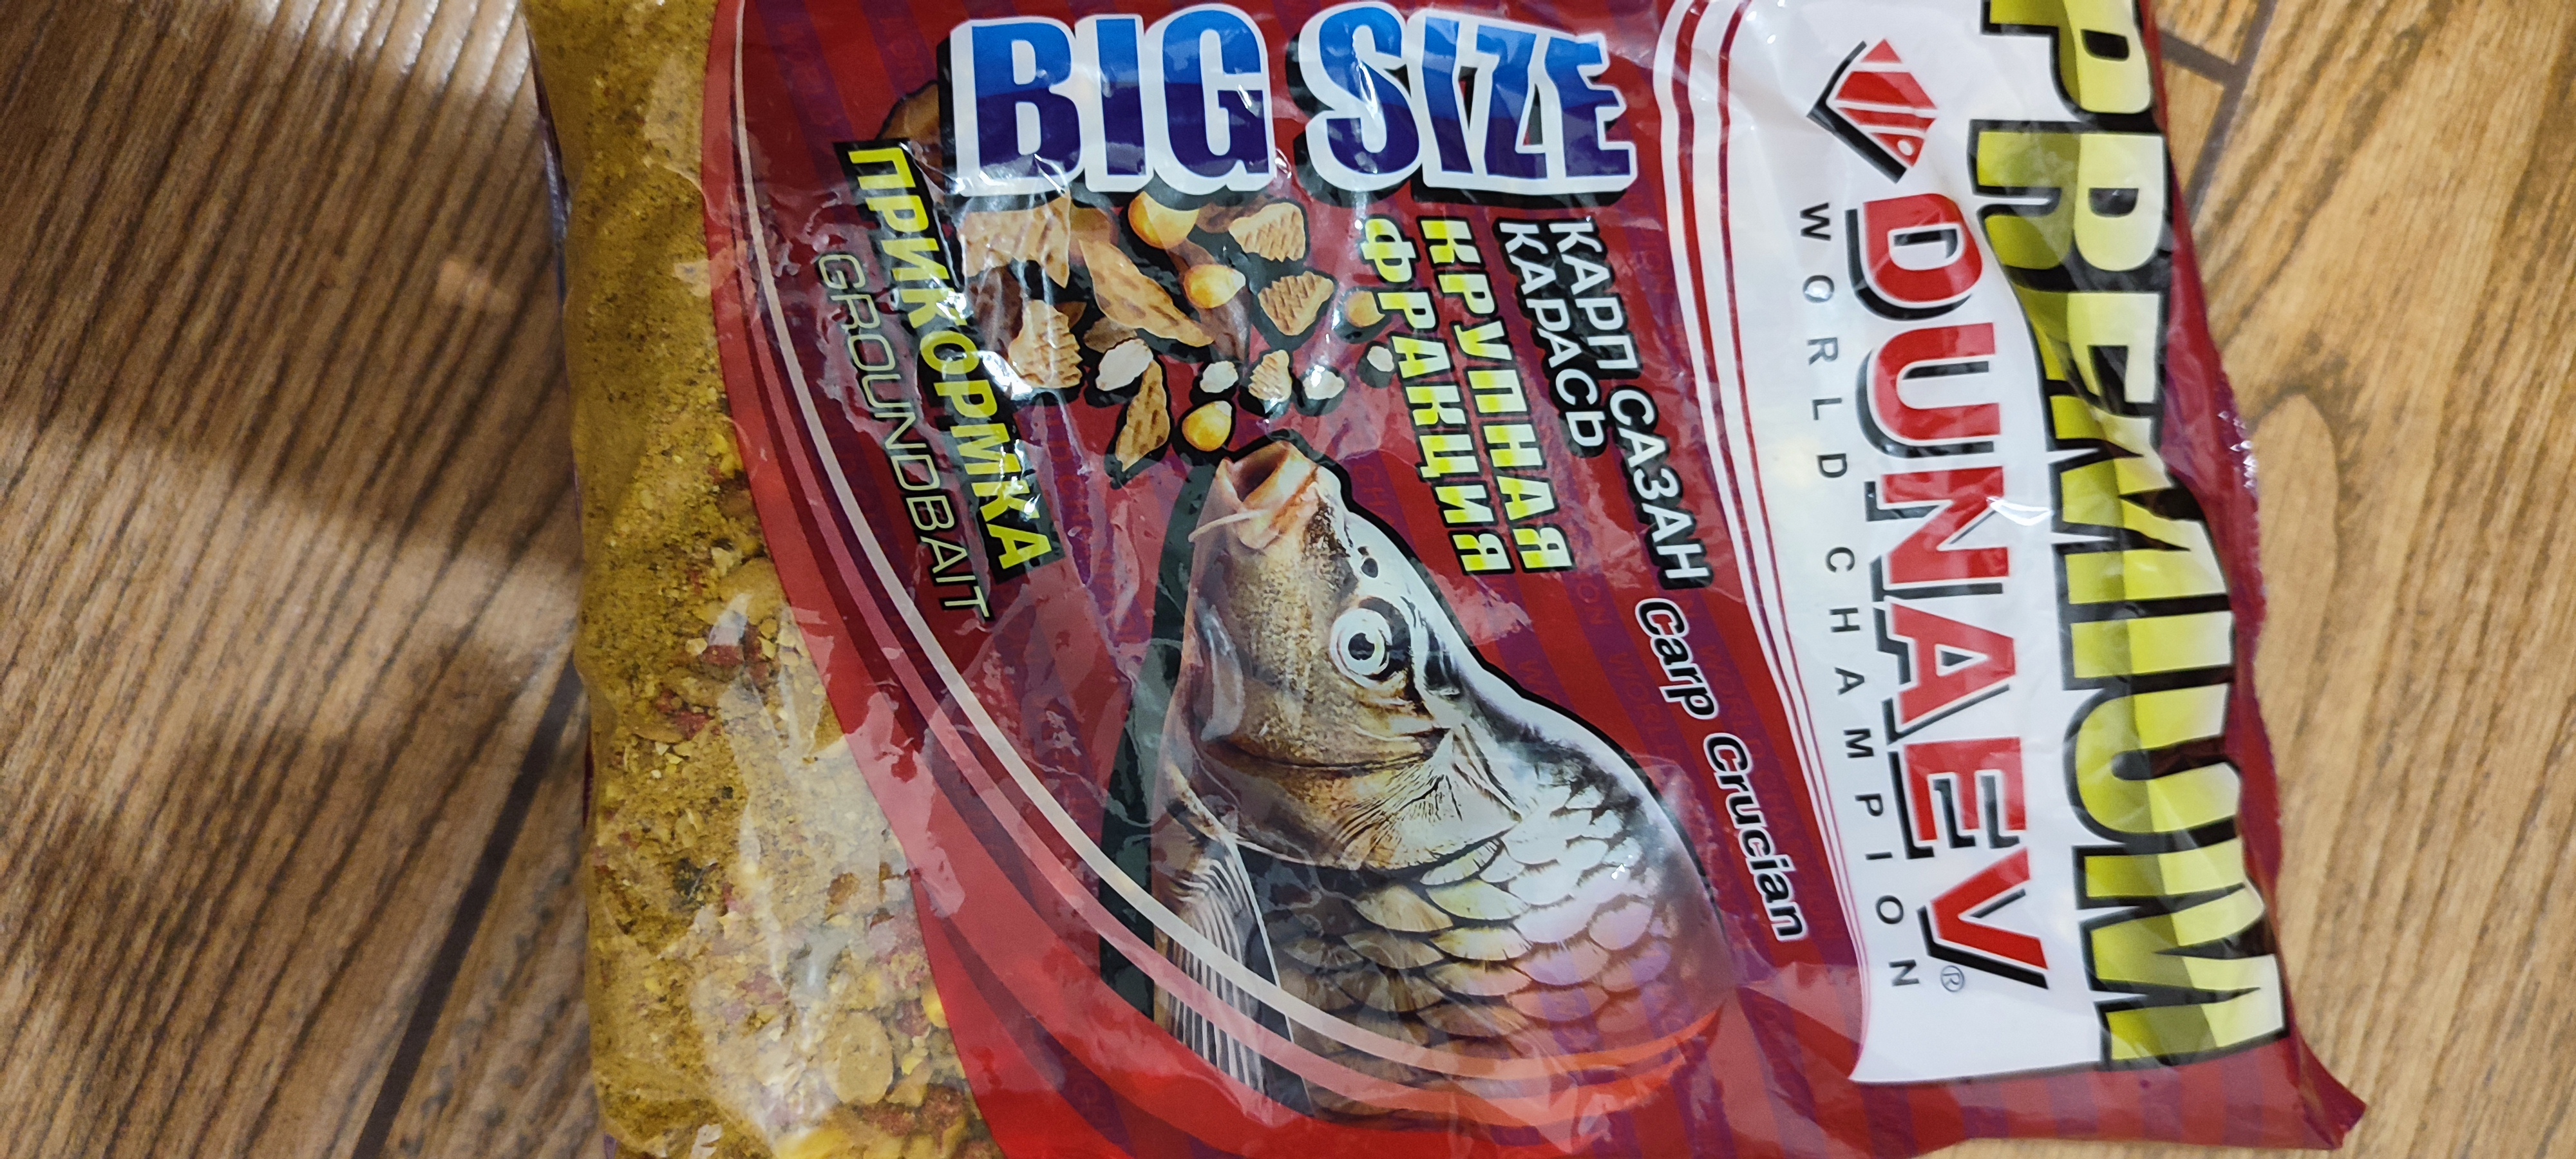 PREMIUM
DUNAEV®
WORLD CHAMPION
КАРП САЗАН Carp Crucian
КАРАСЬ
КРУПНАЯ
ФРАКЦИЯ
BIG SIZE
ПРИКОРМКА
GROUNDBAIT